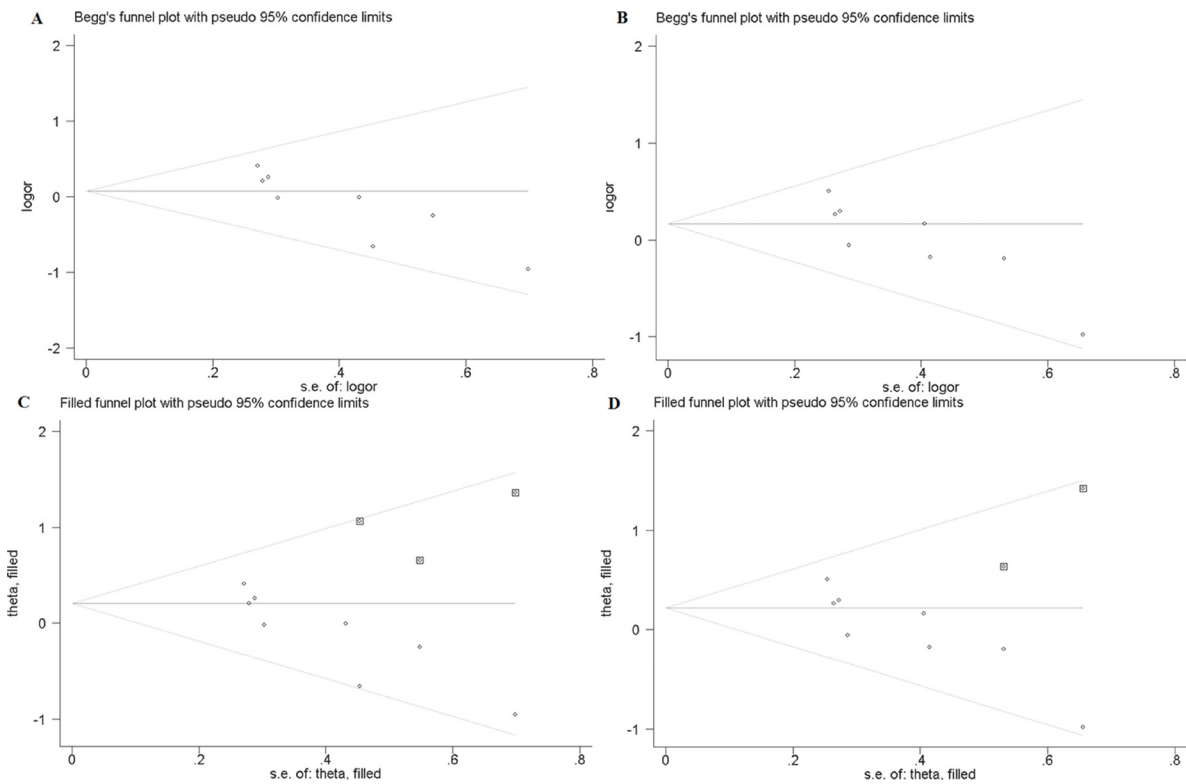 A Begg's funnel plot with pseudo 95% confidence limits
2
1
0
-1
-2
logor
0 .2 .4 .6 .8
s.e. of: logor
B Begg's funnel plot with pseudo 95% confidence limits
2
1
0
-1
logor
0 .2 .4 .6 .8
s.e. of: logor
C Filled funnel plot with pseudo 95% confidence limits
2
1
0
-1
theta, filled
0 .2 .4 .6 .8
s.e. of: theta, filled
D Filled funnel plot with pseudo 95% confidence limits
2
1
0
-1
theta, filled
0 .2 .4 .6 .8
s.e. of: theta, filled